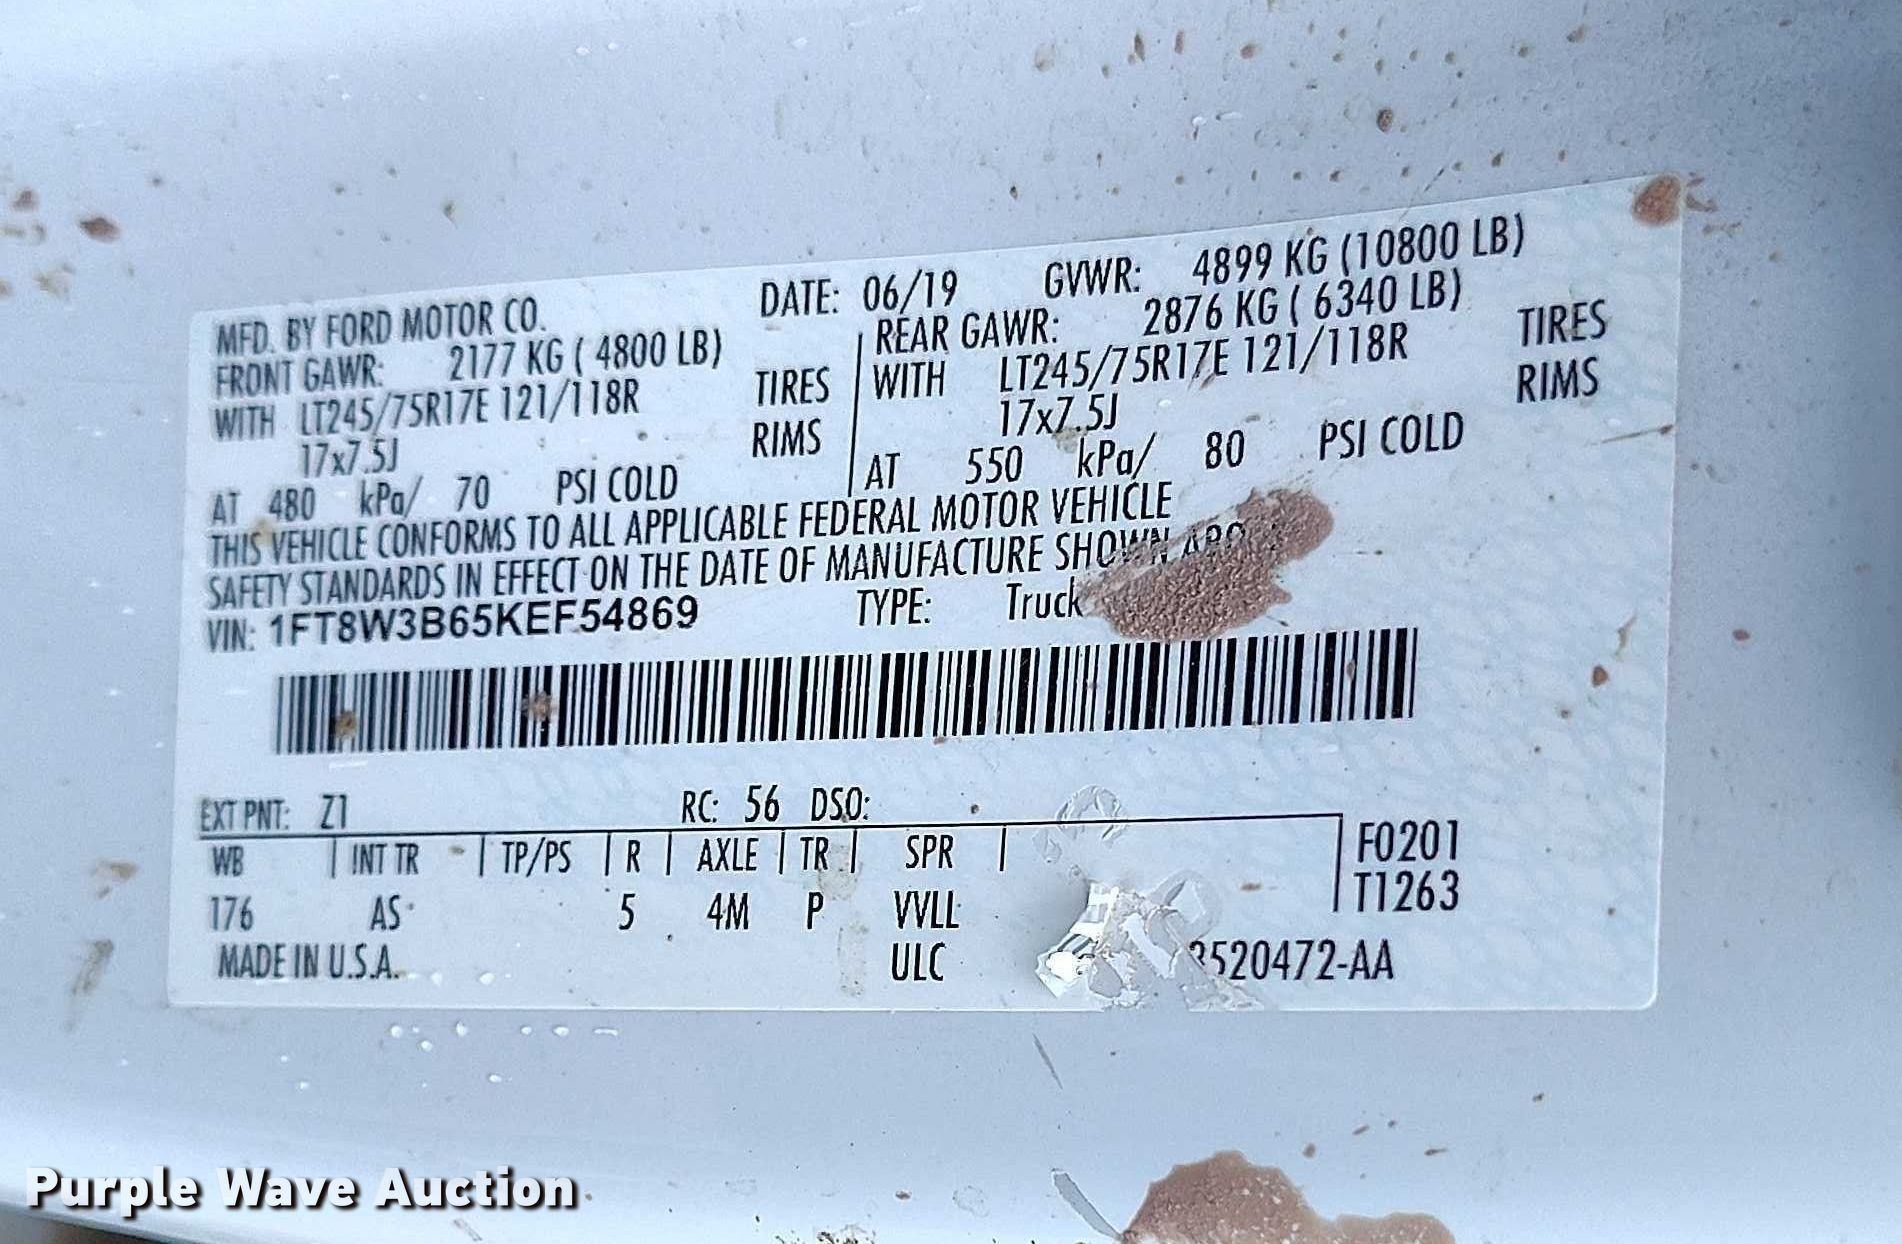 MFD. BY FORD MOTOR CO. DATE: 06/19 GVWR: 4899 KG (10800 LB)
FRONT GAWR: 2177 KG ( 4800 LB) REAR GAWR: 2876 KG ( 6340 LB)
WITH LT245/75R17E 121/118R TIRES WITH LT245/75R17E 121/118R TIRES
17x7.5J RIMS 17x7.5J RIMS
AT 480 kPa/ 70 PSI COLD AT 550 kPa/ 80 PSI COLD
THIS VEHICLE CONFORMS TO ALL APPLICABLE FEDERAL MOTOR VEHICLE
SAFETY STANDARDS IN EFFECT ON THE DATE OF MANUFACTURE SHOWN
VIN: 1FT8W3B65KEF54869 TYPE: Truck
EXT PNT: Z1 RC: 56 DSO:
WB INT TR TP/PS R AXLE TR SPR F0201
176 AS 5 4M P VVLL T1263
MADE IN U.S.A. ULC 3520472-AA
Purple Wave Auction